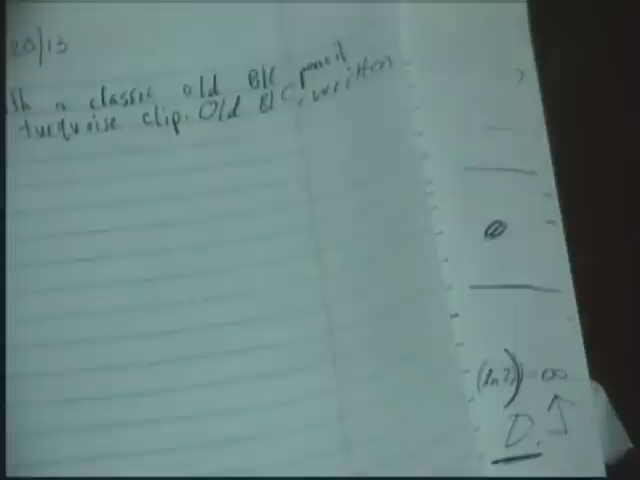 20/13
a classic old BIC pencil
turquoise clip. Old BIC, written
(ln 2)) = ∞
D.